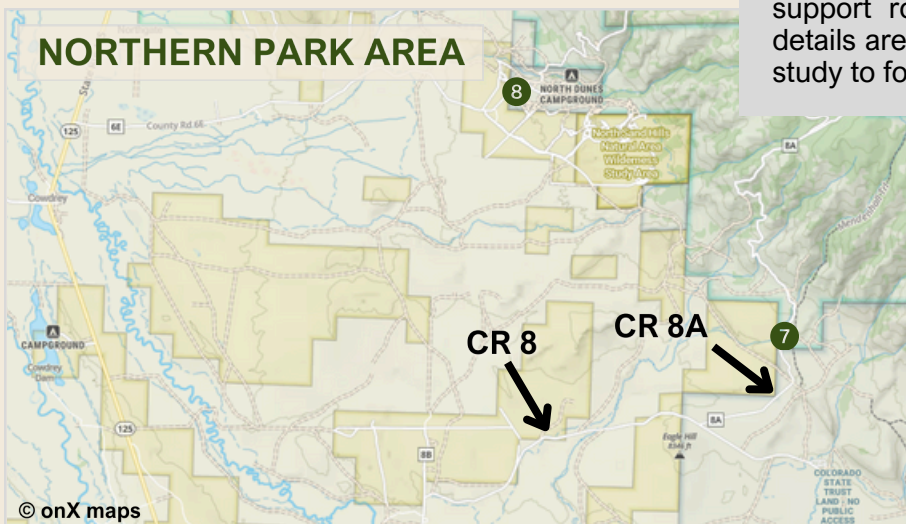 support ro
details are
study to fo
NORTHERN PARK AREA
8
NORTH DUNES
CAMPGROUND
125
6E
County Rd 6E
North Sand Hills
Natural Area
Wilderness
Study Area
8A
Mendenhall
Cowdrey
CAMPGROUND
Cowdrey
Dam
CR 8
CR 8A
7
125
8B
8A
Eagle Hill
COLORADO
STATE
TRUST
LAND - NO
PUBLIC
ACCESS
© onX maps